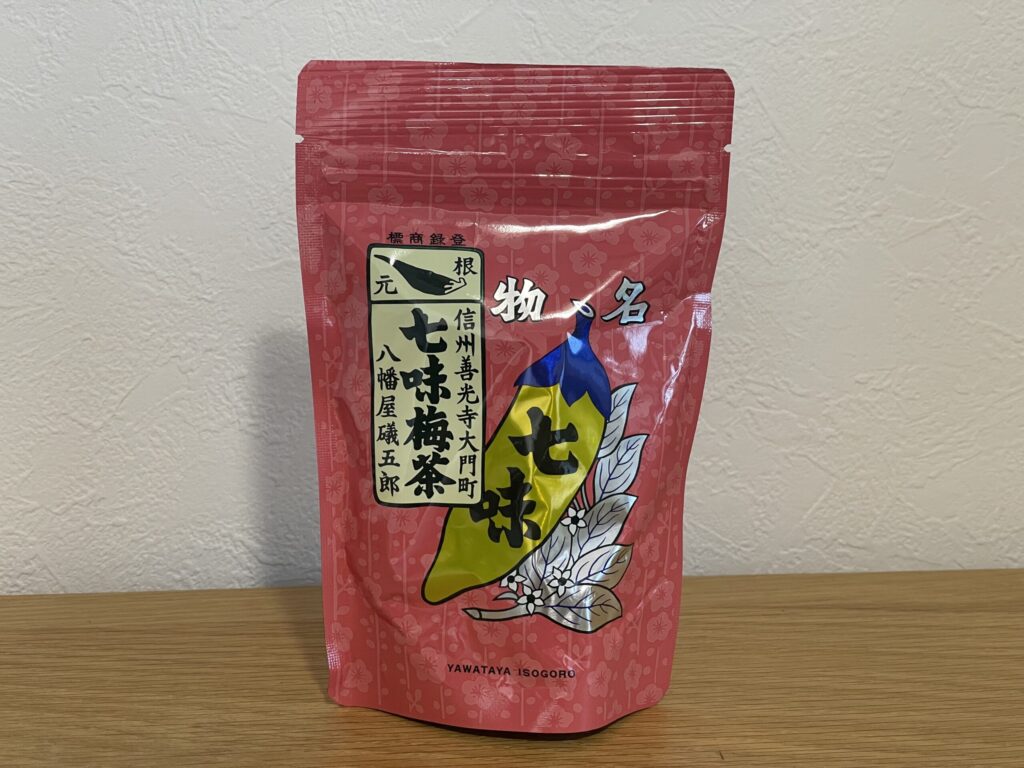 標商録登
根元
信州善光寺大門町
七味梅茶
八幡屋礒五郎
物名
七味
YAWATAYA ISOGORO